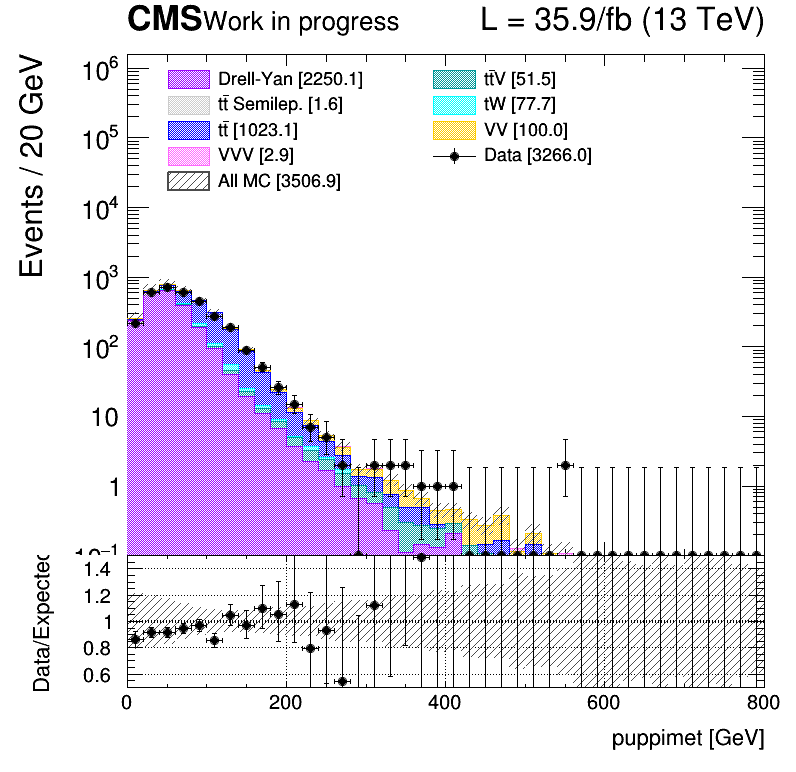 CMS Work in progress L = 35.9/fb (13 TeV)
Events / 20 GeV
10⁶
10⁵
10⁴
10³
10²
10
1
10⁻¹
Drell-Yan [2250.1]
tt̄ Semilep. [1.6]
tt̄ [1023.1]
VVV [2.9]
All MC [3506.9]
tt̄V [51.5]
tW [77.7]
VV [100.0]
Data [3266.0]
Data/Expected
1.4
1.2
1
0.8
0.6
0 200 400 600 800
puppimet [GeV]